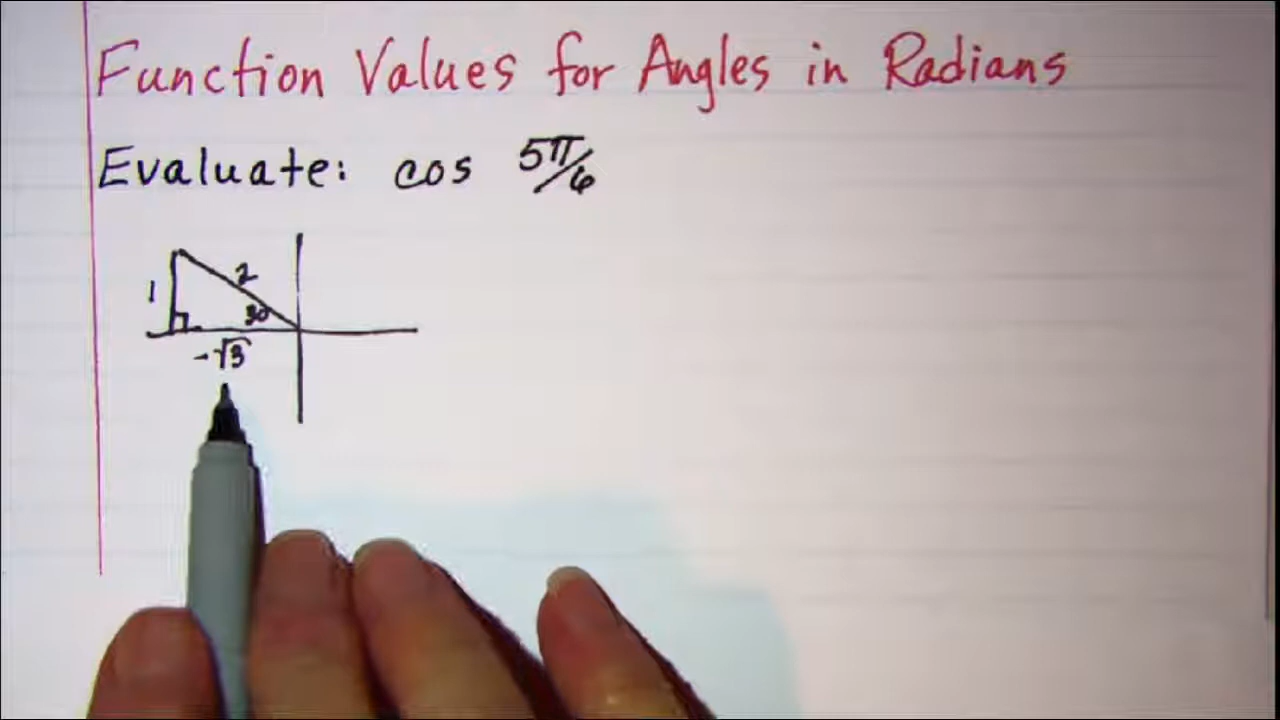 Function Values for Angles in Radians
Evaluate: cos 5π/6
2
1
30
-√3